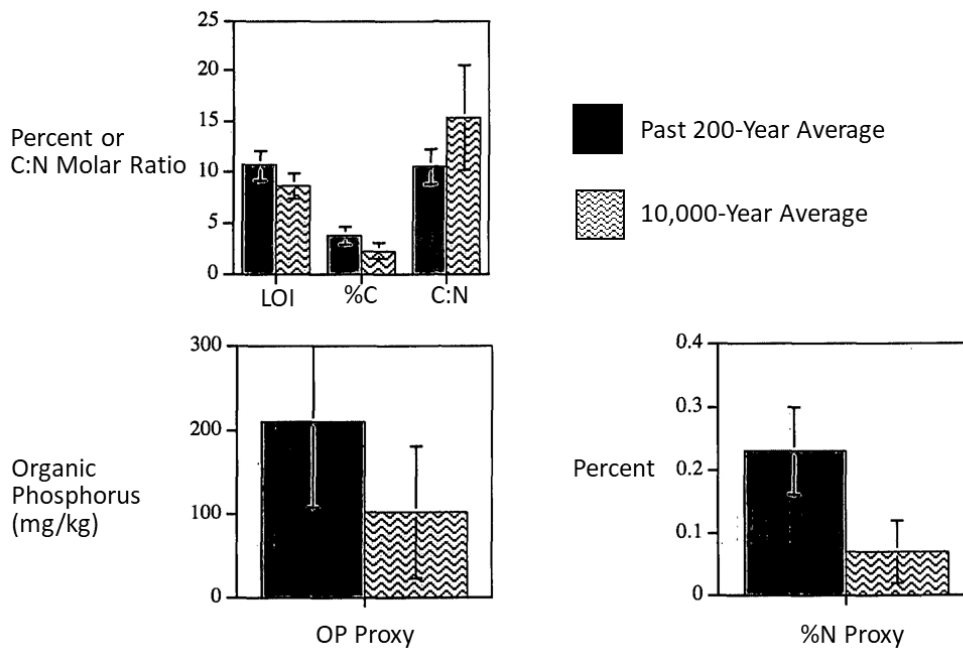 25
20
15
10
5
0
Percent or
C:N Molar Ratio
LOI %C C:N
Past 200-Year Average
10,000-Year Average
300
200
100
0
Organic
Phosphorus
(mg/kg)
OP Proxy
0.4
0.3
0.2
0.1
0
Percent
%N Proxy